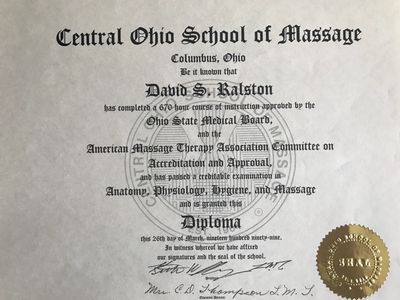 Central Ohio School of Massage
Columbus, Ohio
Be it known that
David S. Ralston
has completed a 670 hour course of instruction approved by the
Ohio State Medical Board,
and the
American Massage Therapy Association Committee on
Accreditation and Approval,
and has passed a creditable examination in
Anatomy, Physiology, Hygiene, and Massage
and is granted this
Diploma
this 26th day of March, nineteen hundred ninety-nine.
In witness whereof we have affixed
our signatures and the seal of the school.
Mrs. C.D. Thompson L.M.T.
SEAL